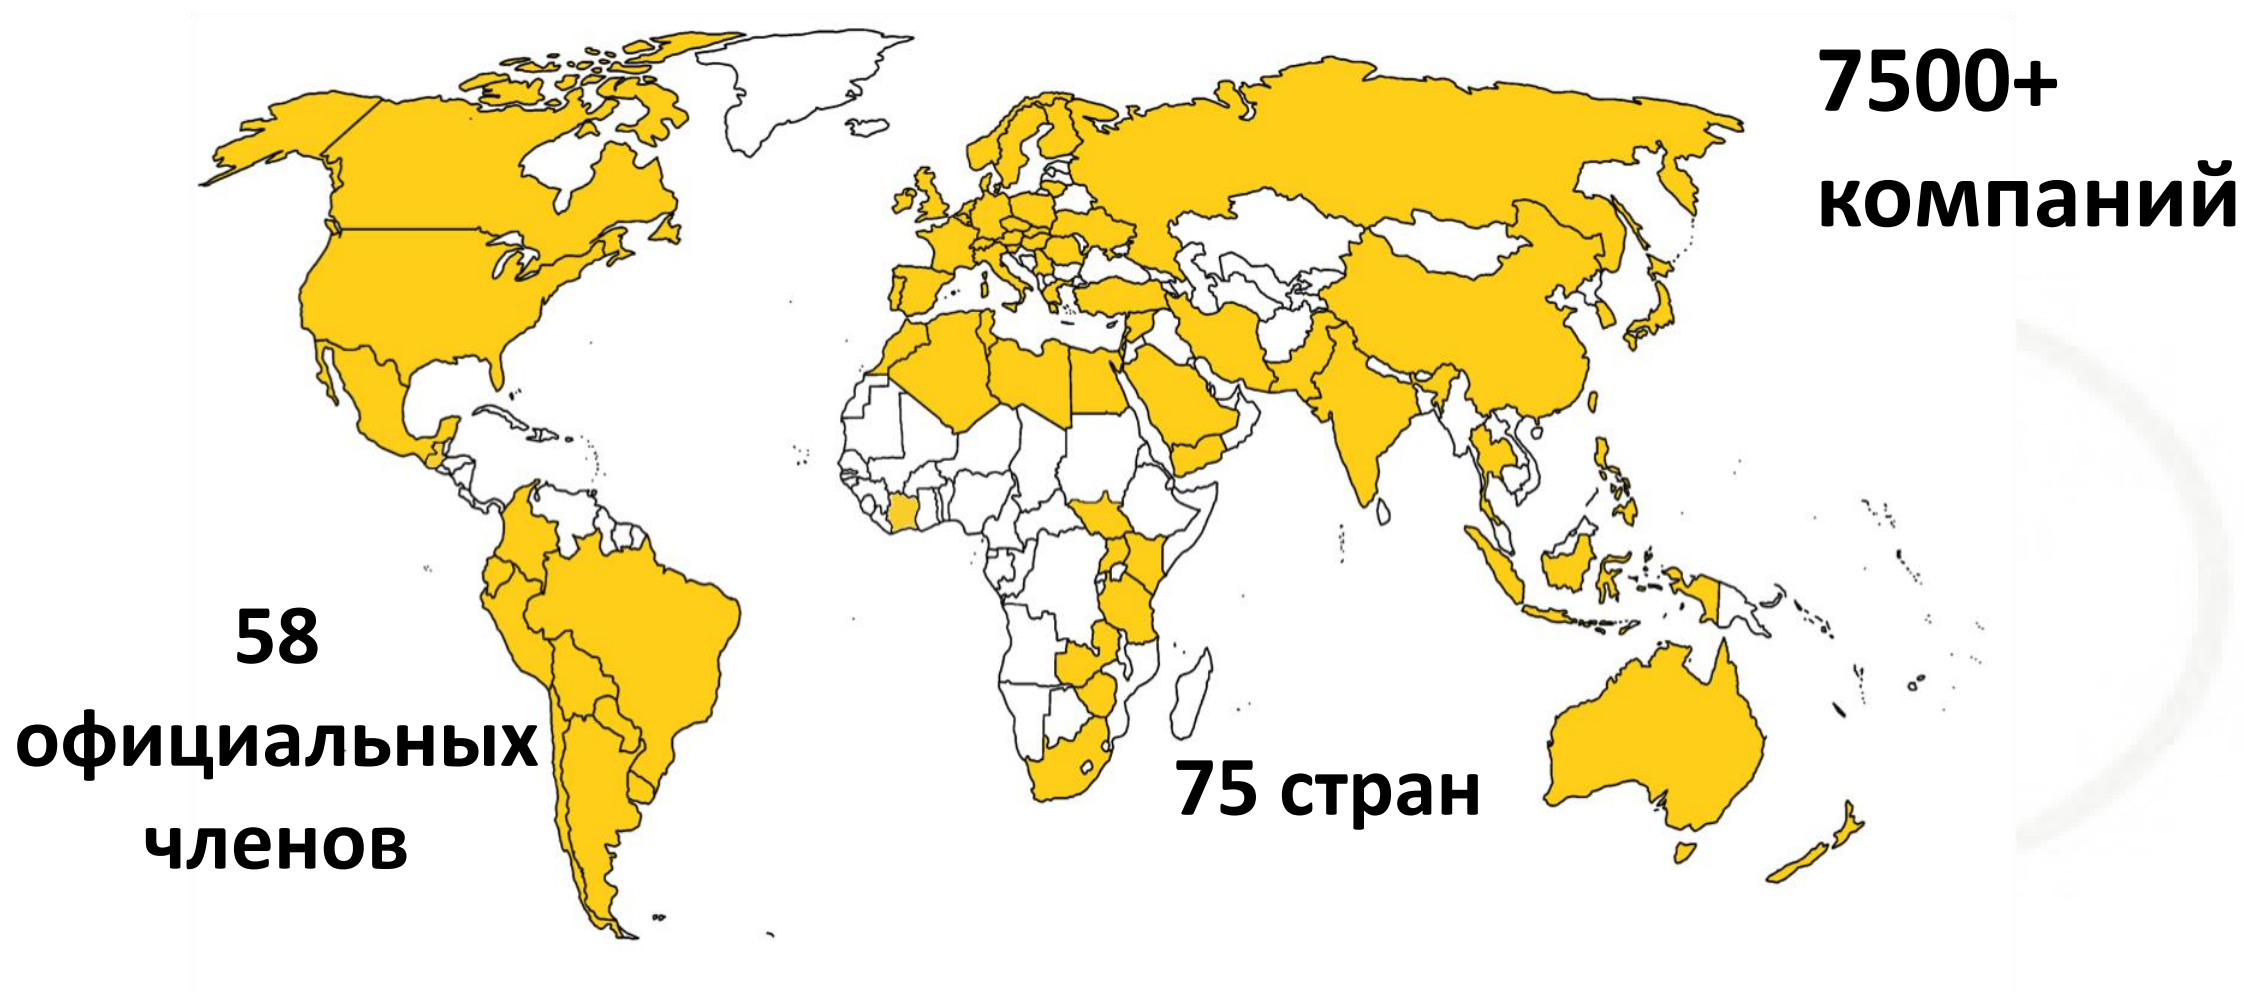 7500+
компаний
58
официальных
членов
75 стран